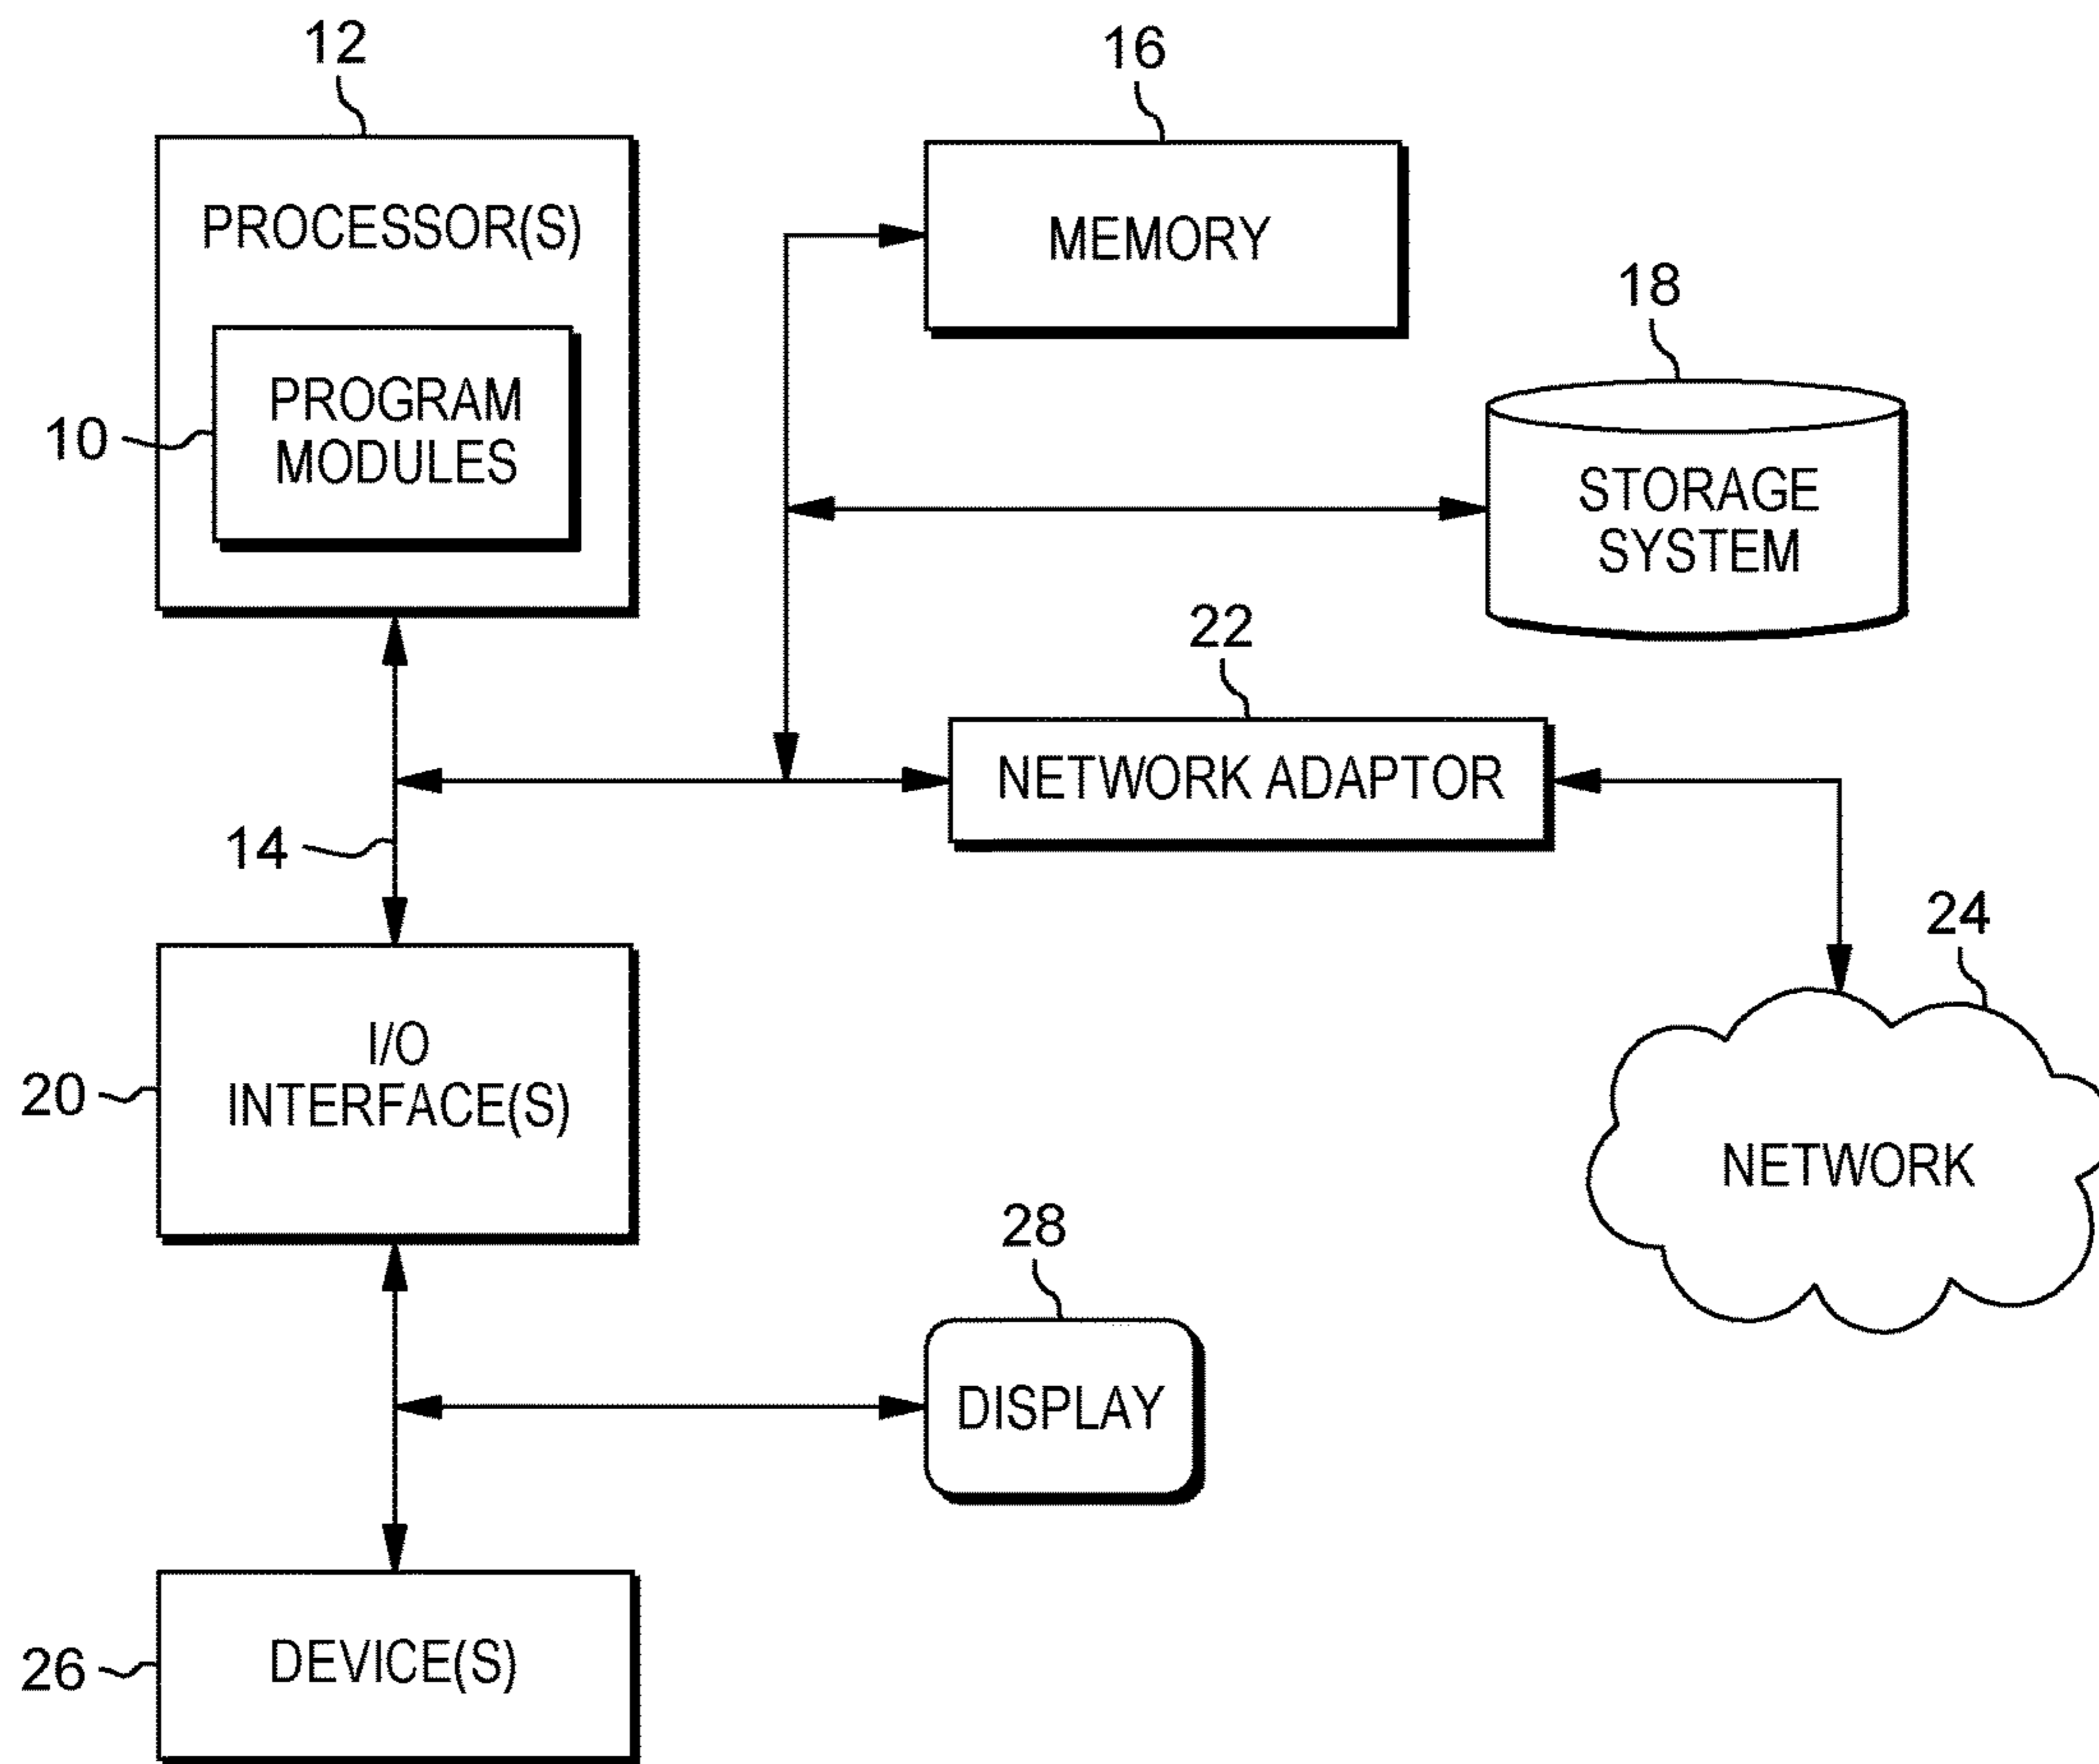 12
16
PROCESSOR(S)
MEMORY
18
10
PROGRAM
MODULES
STORAGE
SYSTEM
22
NETWORK ADAPTOR
14
24
I/O
INTERFACE(S)
20
NETWORK
28
DISPLAY
26
DEVICE(S)